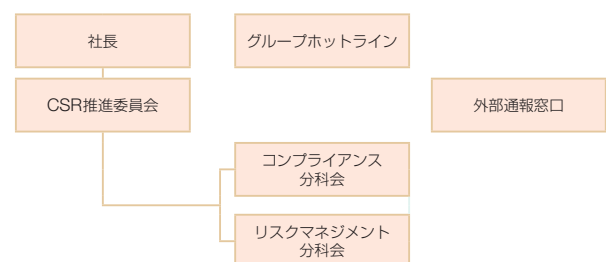 社長
グループホットライン
CSR推進委員会
外部通報窓口
コンプライアンス
分科会
リスクマネジメント
分科会